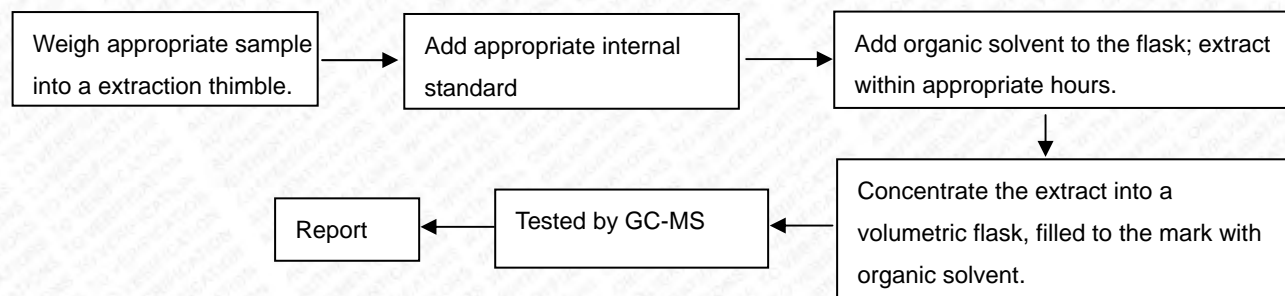 Weigh appropriate sample
into a extraction thimble.
Add appropriate internal
standard
Add organic solvent to the flask; extract
within appropriate hours.
Concentrate the extract into a
volumetric flask, filled to the mark with
organic solvent.
Tested by GC-MS
Report